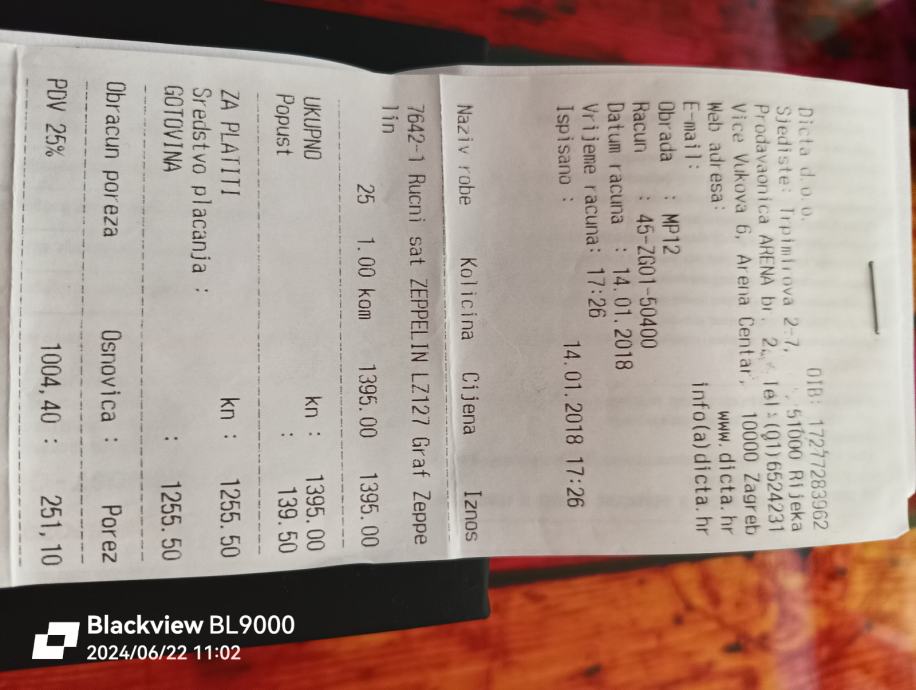 Dicta d.o.o. OIB: 17277283962
Sjediste: Trpimirova 2-7, 51000 Rijeka
Prodavaonica ARENA br. 2, Tel:(01)6524231
Vice Vukova 6, Arena Centar, 10000 Zagreb
Web adresa: www.dicta.hr
E-mail: info(a)dicta.hr
Obrada : MP12
Racun : 45-ZG01-50400
Datum racuna : 14.01.2018
Vrijeme racuna: 17:26
Ispisano : 14.01.2018 17:26
Naziv robe Kolicina Cijena Iznos
7642-1 Rucni sat ZEPPELIN LZ127 Graf Zeppe
lin
25 1.00 kom 1395.00 1395.00
UKUPNO kn : 1395.00
Popust : 139.50
ZA PLATITI kn : 1255.50
Sredstvo placanja :
GOTOVINA : 1255.50
Obracun poreza Osnovica : Porez
PDV 25% 1004,40 : 251,10
Blackview BL9000
2024/06/22 11:02